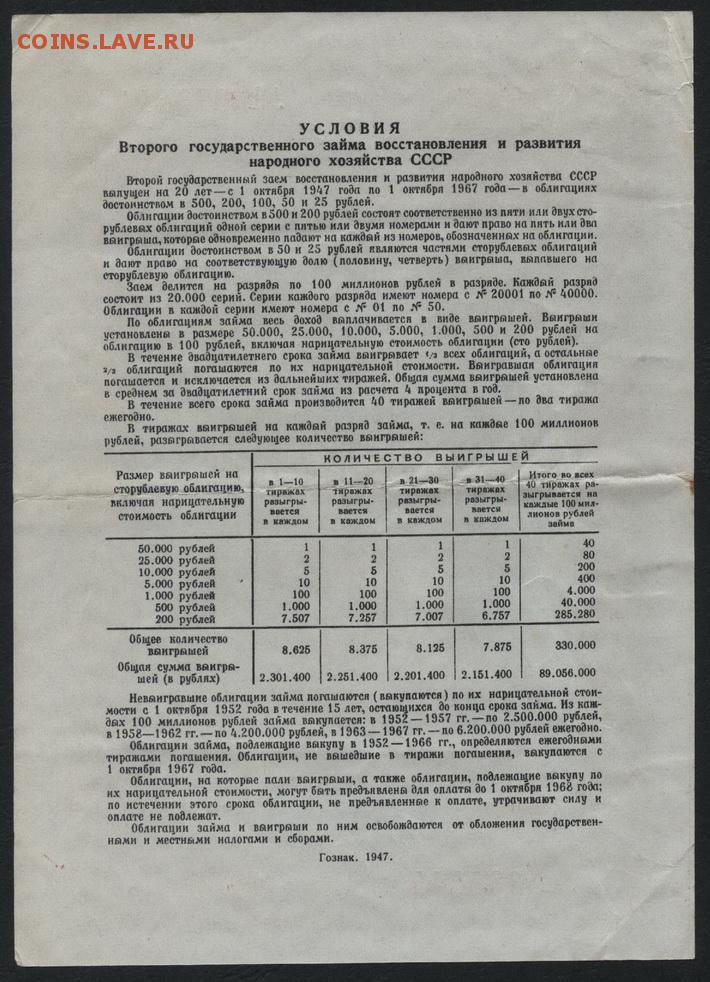 COINS.LAVE.RU
УСЛОВИЯ
Второго государственного займа восстановления и развития
народного хозяйства СССР
Второй государственный заем восстановления и развития народного хозяйства СССР
выпущен на 20 лет — с 1 октября 1947 года по 1 октября 1967 года — в облигациях
достоинством в 500, 200, 100, 50 и 25 рублей.
Облигации достоинством в 500 и 200 рублей состоят соответственно из пяти или двух сто-
рублевых облигаций одной серии с пятью или двумя номерами и дают право на пять или два
выигрыша, которые одновременно падают на каждый из номеров, обозначенных на облигации.
Облигации достоинством в 50 и 25 рублей являются частями сторублевых облигаций
и дают право на соответствующую долю (половину, четверть) выигрыша, выпавшего на
сторублевую облигацию.
Заем делится на разряды по 100 миллионов рублей в разряде. Каждый разряд
состоит из 20.000 серий. Серии каждого разряда имеют номера с № 20001 по № 40000.
Облигации в каждой серии имеют номера с № 01 по № 50.
По облигациям займа весь доход выплачивается в виде выигрышей. Выигрыши
установлены в размере 50.000, 25.000, 10.000, 5.000, 1.000, 500 и 200 рублей на
облигацию в 100 рублей, включая нарицательную стоимость облигации (сто рублей).
В течение двадцатилетнего срока займа выигрывает 1/3 всех облигаций, а остальные
2/3 облигаций погашаются по их нарицательной стоимости. Выигравшая облигация
погашается и исключается из дальнейших тиражей. Общая сумма выигрышей установлена
в среднем за двадцатилетний срок займа из расчета 4 процента в год.
В течение всего срока займа производится 40 тиражей выигрышей — по два тиража
ежегодно.
В тиражах выигрышей на каждый разряд займа, т. е. на каждые 100 миллионов
рублей, разыгрывается следующее количество выигрышей:
Размер выигрышей на
сторублевую облигацию,
включая нарицательную
стоимость облигации
КОЛИЧЕСТВО ВЫИГРЫШЕЙ
в 1—10 тиражах разыгры- вается в каждом
в 11—20 тиражах разыгры- вается в каждом
в 21—30 тиражах разыгры- вается в каждом
в 31—40 тиражах разыгры- вается в каждом
Итого во всех 40 тиражах ра- зыгрывается на каждые 100 мил- лионов рублей займа
50.000 рублей 1 1 1 1 40
25.000 рублей 2 2 2 2 80
10.000 рублей 5 5 5 5 200
5.000 рублей 10 10 10 10 400
1.000 рублей 100 100 100 100 4.000
500 рублей 1.000 1.000 1.000 1.000 40.000
200 рублей 7.507 7.257 7.007 6.757 285.280
Общее количество
выигрышей 8.625 8.375 8.125 7.875 330.000
Общая сумма выигры-
шей (в рублях) 2.301.400 2.251.400 2.201.400 2.151.400 89.056.000
Невыигравшие облигации займа погашаются (выкупаются) по их нарицательной стои-
мости с 1 октября 1952 года в течение 15 лет, остающихся до конца срока займа. Из каж-
дых 100 миллионов рублей займа выкупается: в 1952 — 1957 гг. — по 2.500.000 рублей,
в 1958—1962 гг. — по 4.200.000 рублей, в 1963 — 1967 гг. — по 6.200.000 рублей ежегодно.
Облигации займа, подлежащие выкупу в 1952 — 1966 гг., определяются ежегодными
тиражами погашения. Облигации, не вышедшие в тиражи погашения, выкупаются с
1 октября 1967 года.
Облигации, на которые пали выигрыши, а также облигации, подлежащие выкупу по
их нарицательной стоимости, могут быть предъявлены для оплаты до 1 октября 1968 года;
по истечении этого срока облигации, не предъявленные к оплате, утрачивают силу и
оплате не подлежат.
Облигации займа и выигрыши по ним освобождаются от обложения государствен-
ными и местными налогами и сборами.
Гознак. 1947.